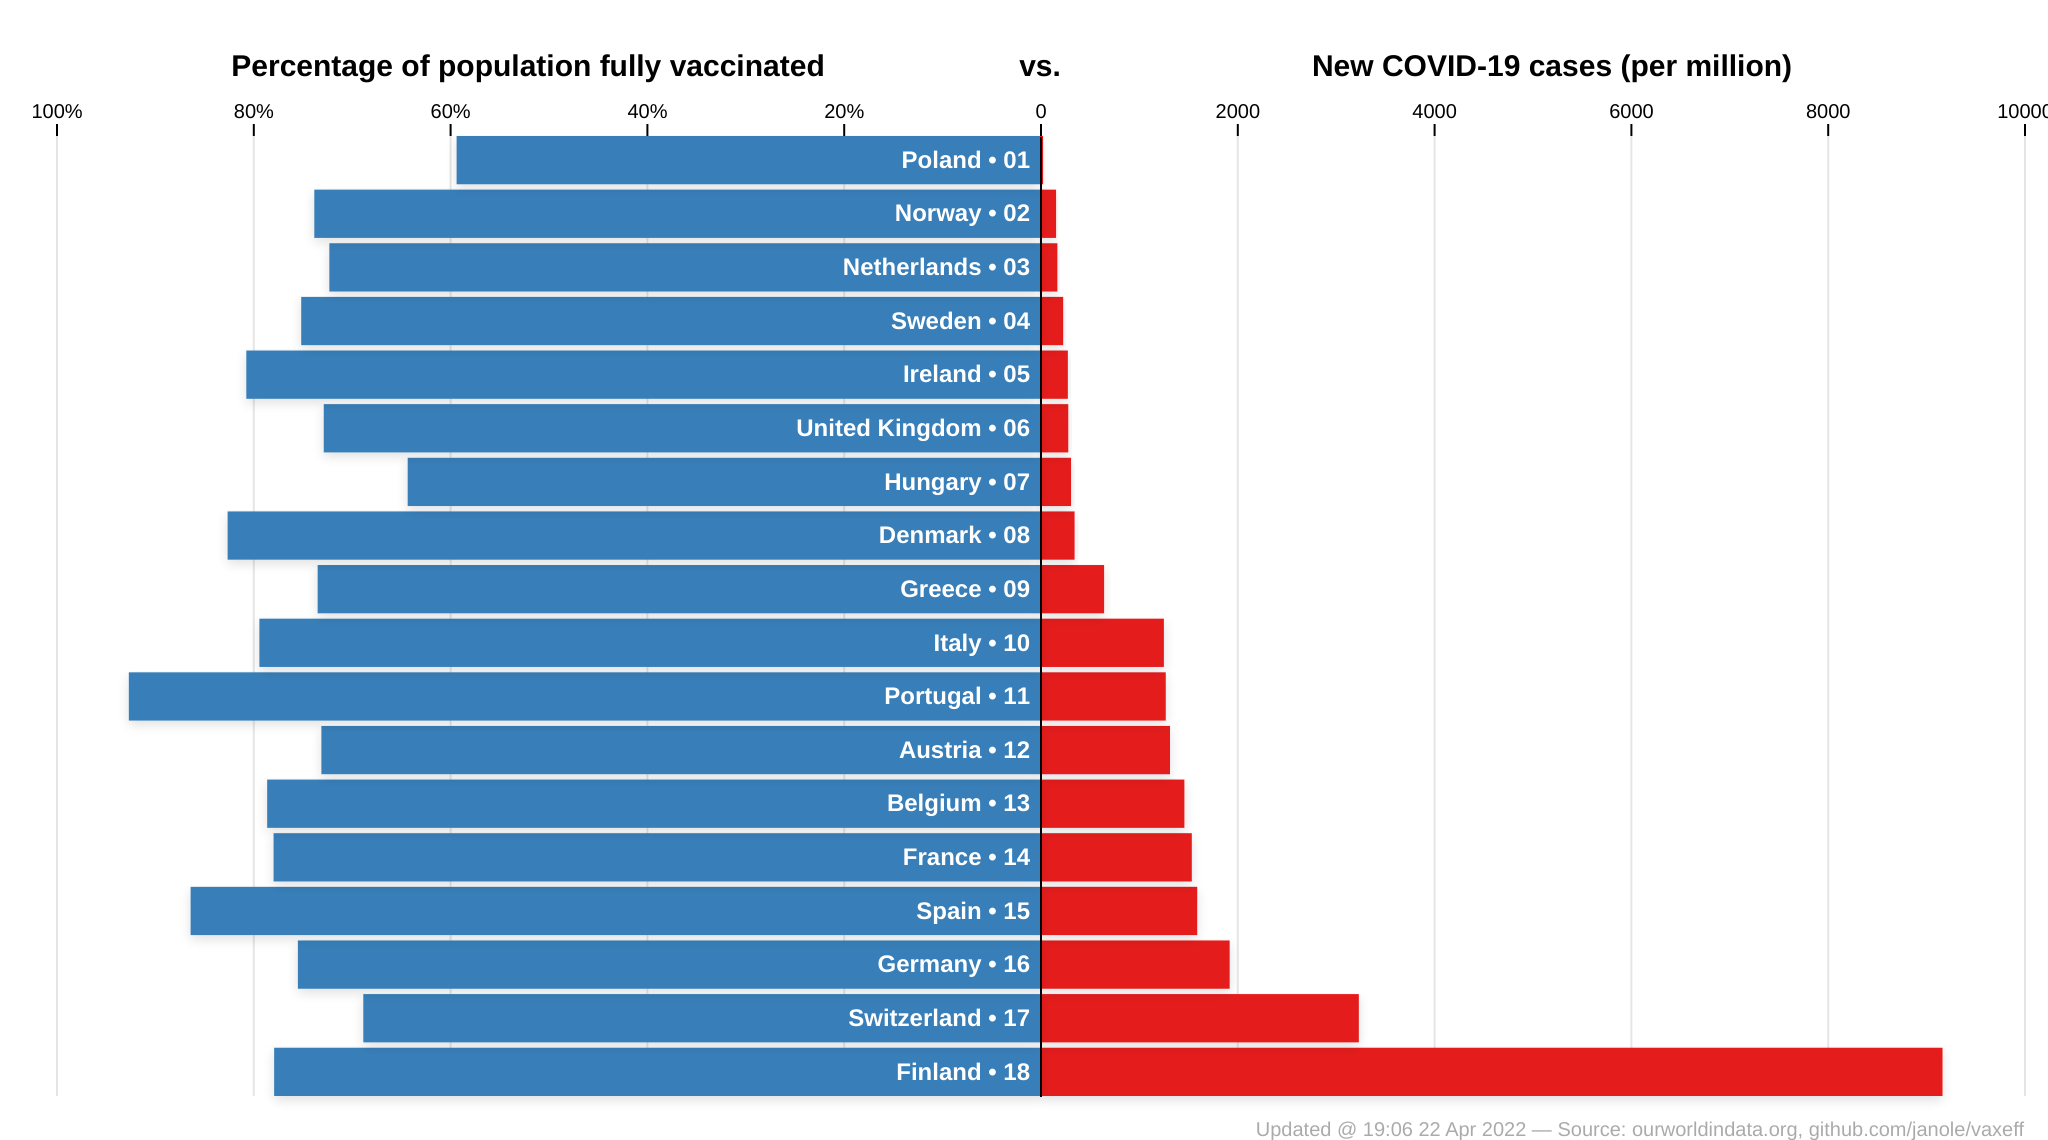 Percentage of population fully vaccinated vs. New COVID-19 cases (per million)
100% 80% 60% 40% 20% 0 2000 4000 6000 8000 10000
Poland • 01
Norway • 02
Netherlands • 03
Sweden • 04
Ireland • 05
United Kingdom • 06
Hungary • 07
Denmark • 08
Greece • 09
Italy • 10
Portugal • 11
Austria • 12
Belgium • 13
France • 14
Spain • 15
Germany • 16
Switzerland • 17
Finland • 18
Updated @ 19:06 22 Apr 2022 — Source: ourworldindata.org, github.com/janole/vaxeff